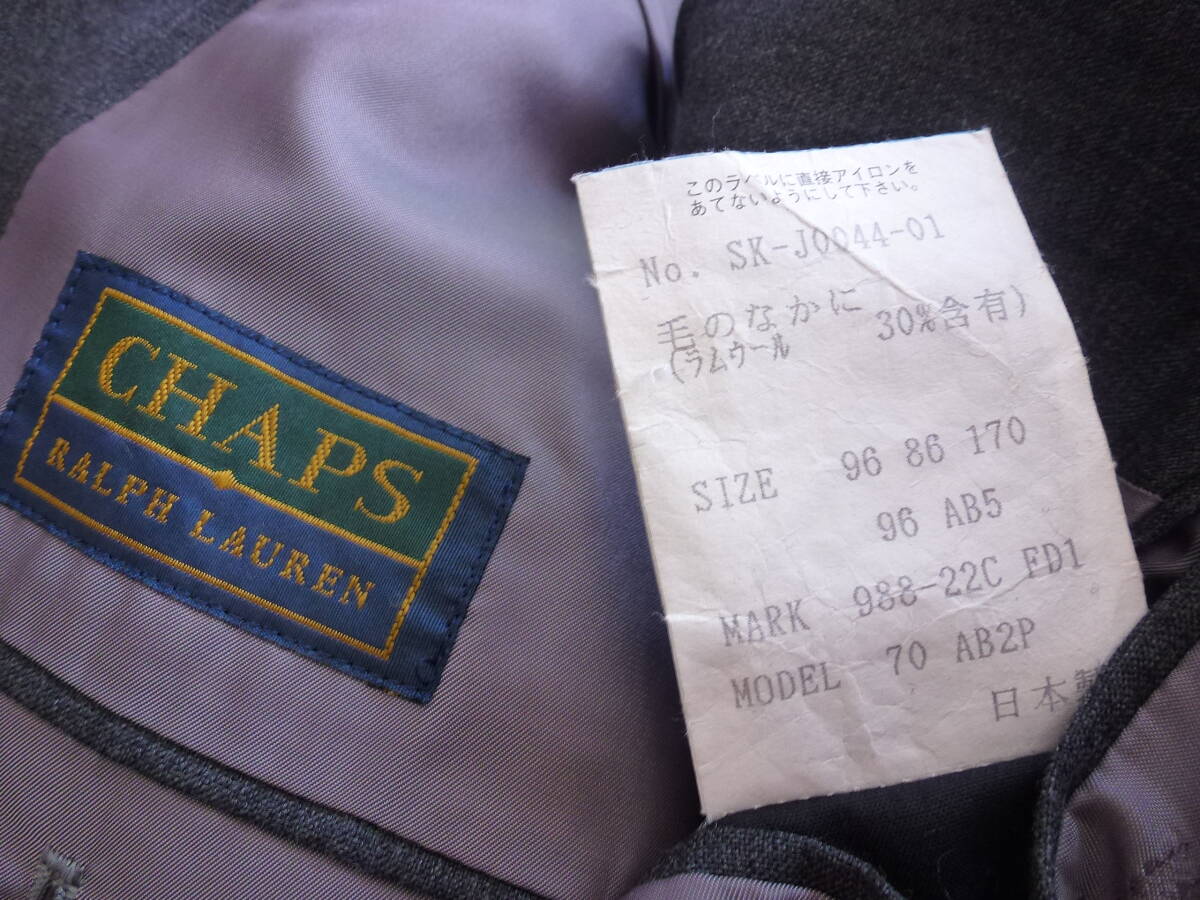 CHAPS
RALPH LAUREN
このラベルに直接アイロンを
あてないようにして下さい。
No. SK-J0044-01
毛のなかに
(ラムウール 30%含有)
SIZE 96 86 170
96 AB5
MARK 988-22C FD1
MODEL 70 AB2P
日本製